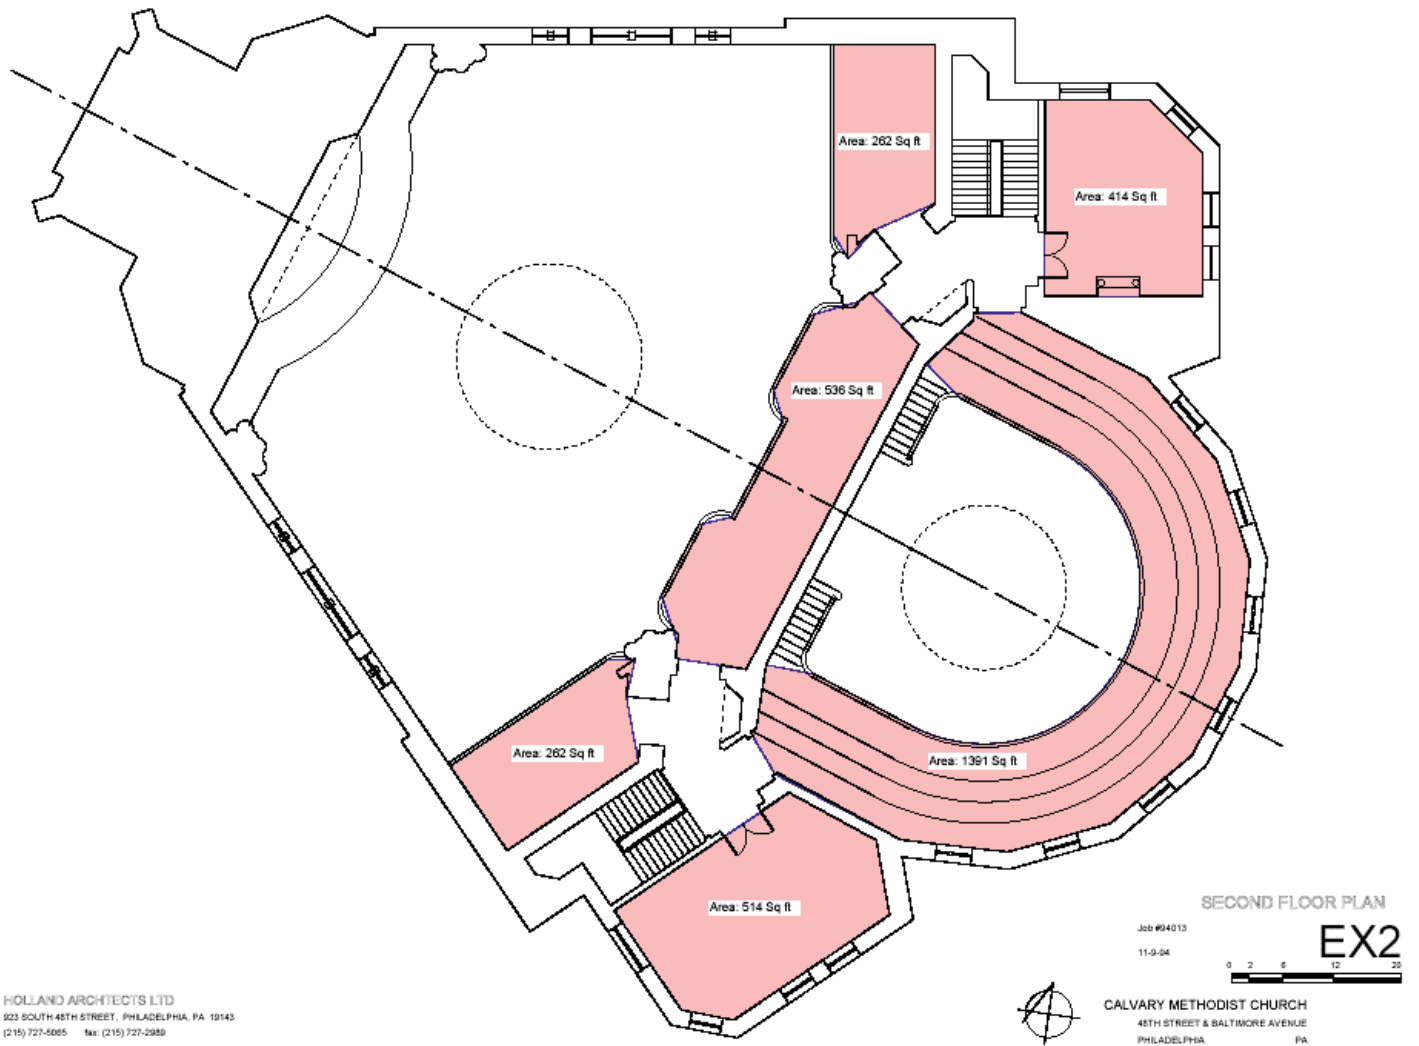 Area: 262 Sq ft
Area: 414 Sq ft
Area: 536 Sq ft
Area: 262 Sq ft
Area: 1391 Sq ft
Area: 514 Sq ft
SECOND FLOOR PLAN
Job #94013
EX2
11-9-94
0 2 6 12 20
HOLLAND ARCHITECTS LTD
923 SOUTH 48TH STREET, PHILADELPHIA, PA 19143
(215) 727-5065 fax: (215) 727-2989
CALVARY METHODIST CHURCH
48TH STREET & BALTIMORE AVENUE
PHILADELPHIA PA